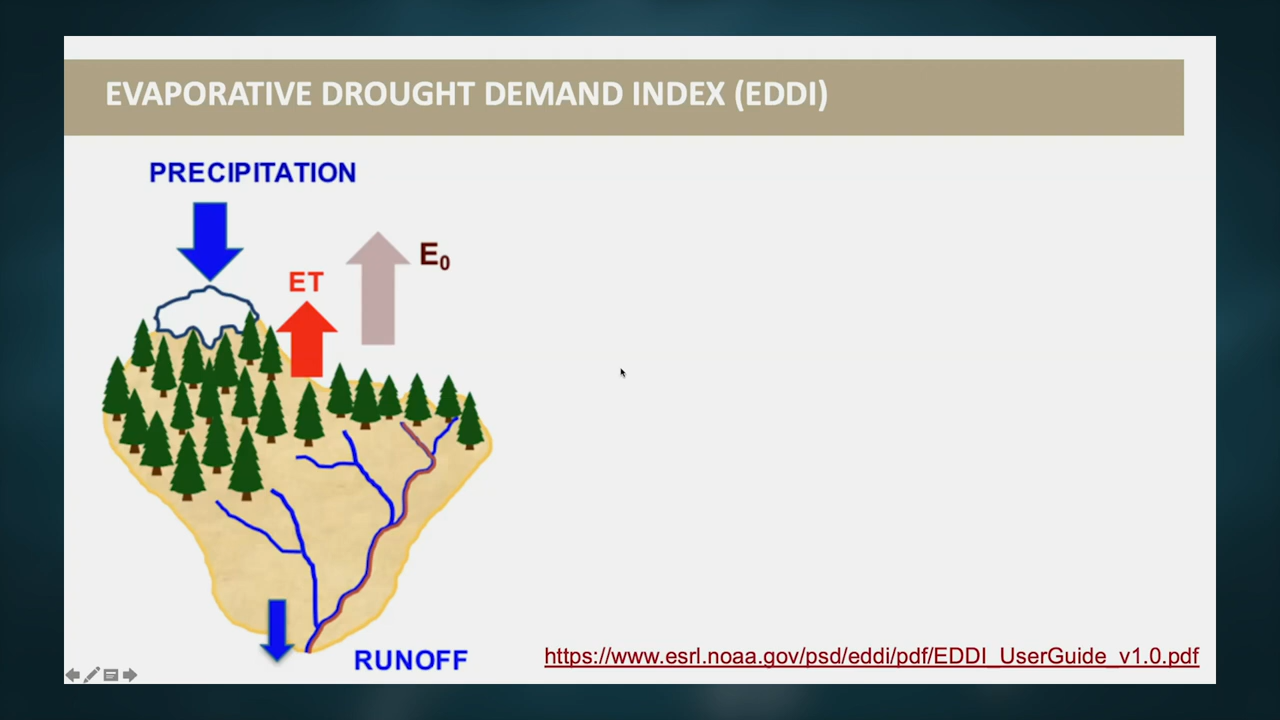 EVAPORATIVE DROUGHT DEMAND INDEX (EDDI)
PRECIPITATION
E₀
ET
RUNOFF
https://www.esrl.noaa.gov/psd/eddi/pdf/EDDI_UserGuide_v1.0.pdf